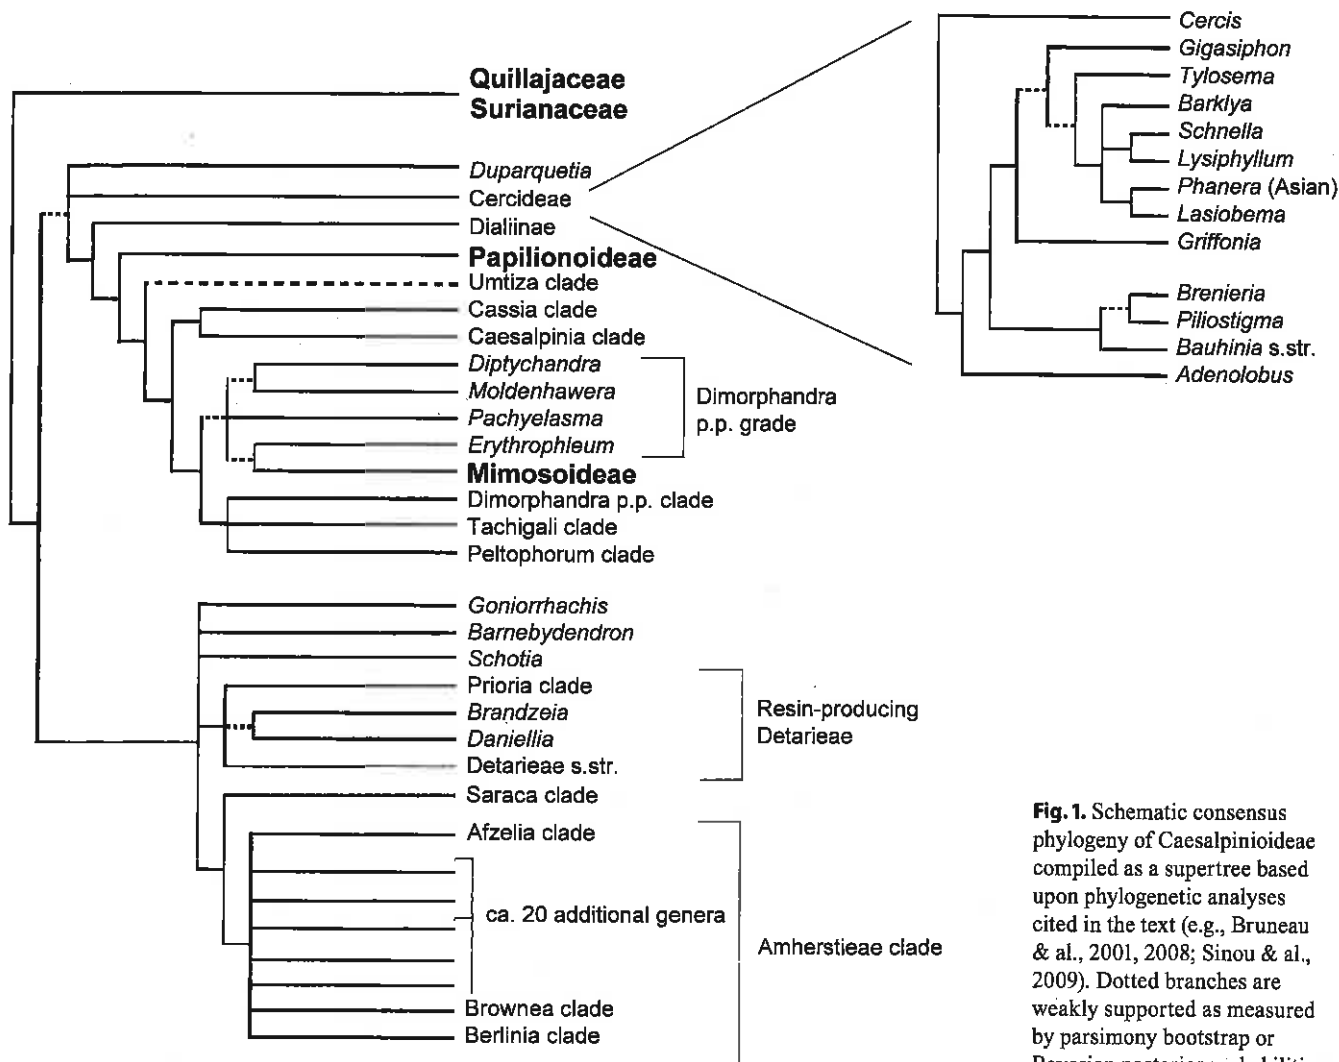 Quillajaceae
Surianaceae
Duparquetia
Cercideae
Dialiinae
Papilionoideae
Umtiza clade
Cassia clade
Caesalpinia clade
Diptychandra
Moldenhawera
Pachyelasma
Erythrophleum
Dimorphandra
p.p. grade
Mimosoideae
Dimorphandra p.p. clade
Tachigali clade
Peltophorum clade
Goniorrhachis
Barnebydendron
Schotia
Prioria clade
Brandzeia
Daniellia
Detarieae s.str.
Resin-producing
Detarieae
Saraca clade
Afzelia clade
ca. 20 additional genera
Brownea clade
Berlinia clade
Amherstieae clade
Cercis
Gigasiphon
Tylosema
Barklya
Schnella
Lysiphyllum
Phanera (Asian)
Lasiobema
Griffonia
Brenieria
Piliostigma
Bauhinia s.str.
Adenolobus
Fig. 1. Schematic consensus
phylogeny of Caesalpinioideae
compiled as a supertree based
upon phylogenetic analyses
cited in the text (e.g., Bruneau
& al., 2001, 2008; Sinou & al.,
2009). Dotted branches are
weakly supported as measured
by parsimony bootstrap or